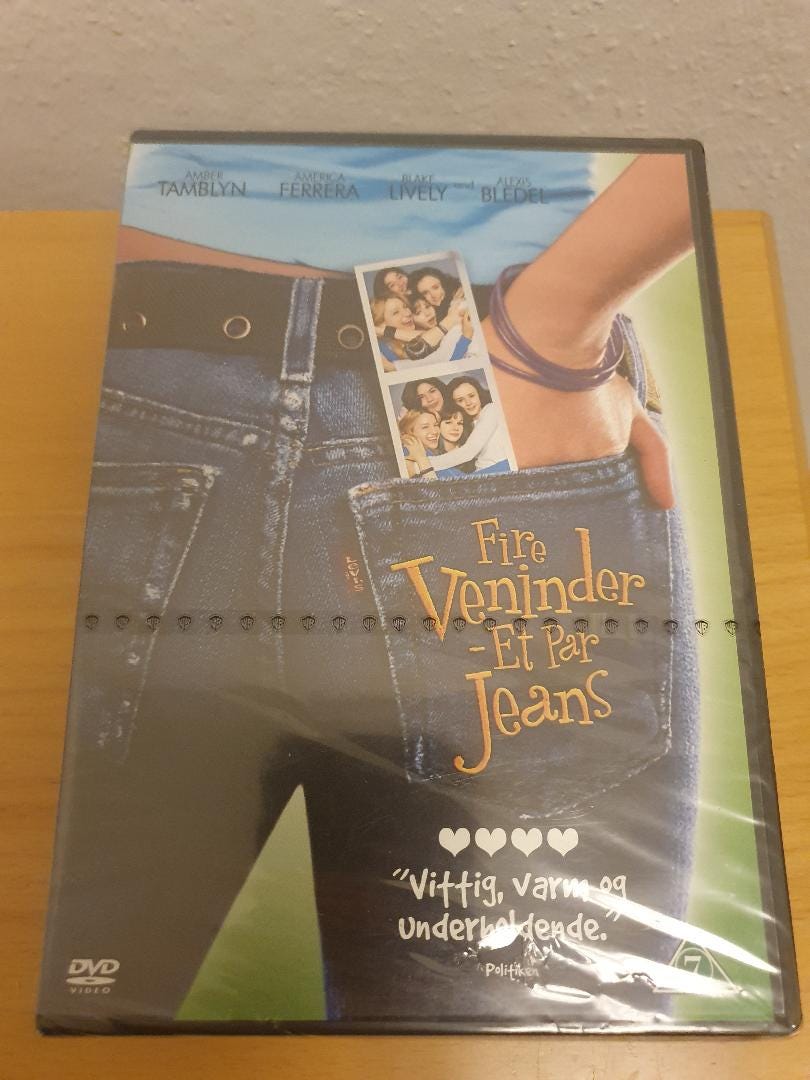 AMBER AMERICA BLAKE ALEXIS
TAMBLYN FERRERA LIVELY and BLEDEL
LEVI'S
Fire
Veninder
-Et Par
Jeans
"Vittig, varm og
underholdende."
Politiken
DVD
VIDEO
7